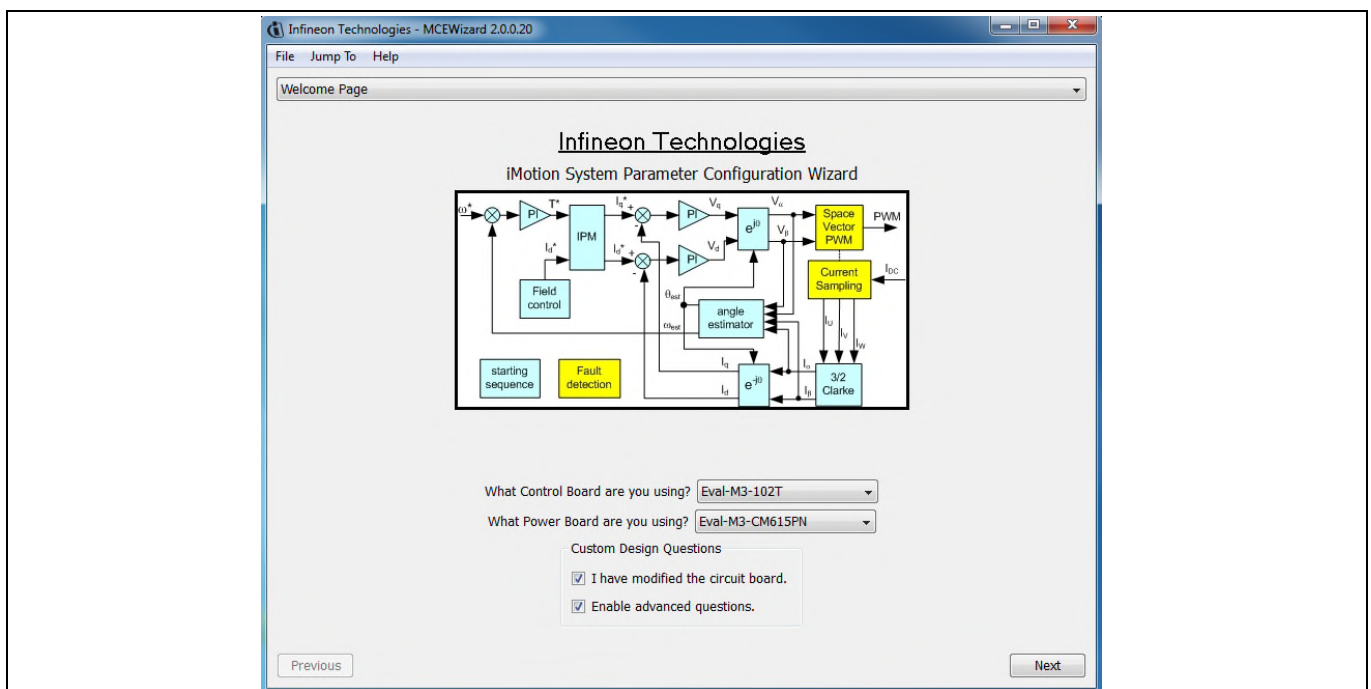 Infineon Technologies - MCEWizard 2.0.0.20
File Jump To Help
Welcome Page
Infineon Technologies
iMotion System Parameter Configuration Wizard
ω* PI T* IPM Iq* + - PI Vq e^jθ Vα Space Vector PWM PWM
Id* Id* + - PI Vd Vβ
Field control
Current Sampling IDC
θest
angle estimator
ωest
IU IV IW
starting sequence
Fault detection
Iq Id e^-jθ Iα Iβ 3/2 Clarke
What Control Board are you using? Eval-M3-102T
What Power Board are you using? Eval-M3-CM615PN
Custom Design Questions
I have modified the circuit board.
Enable advanced questions.
Previous Next